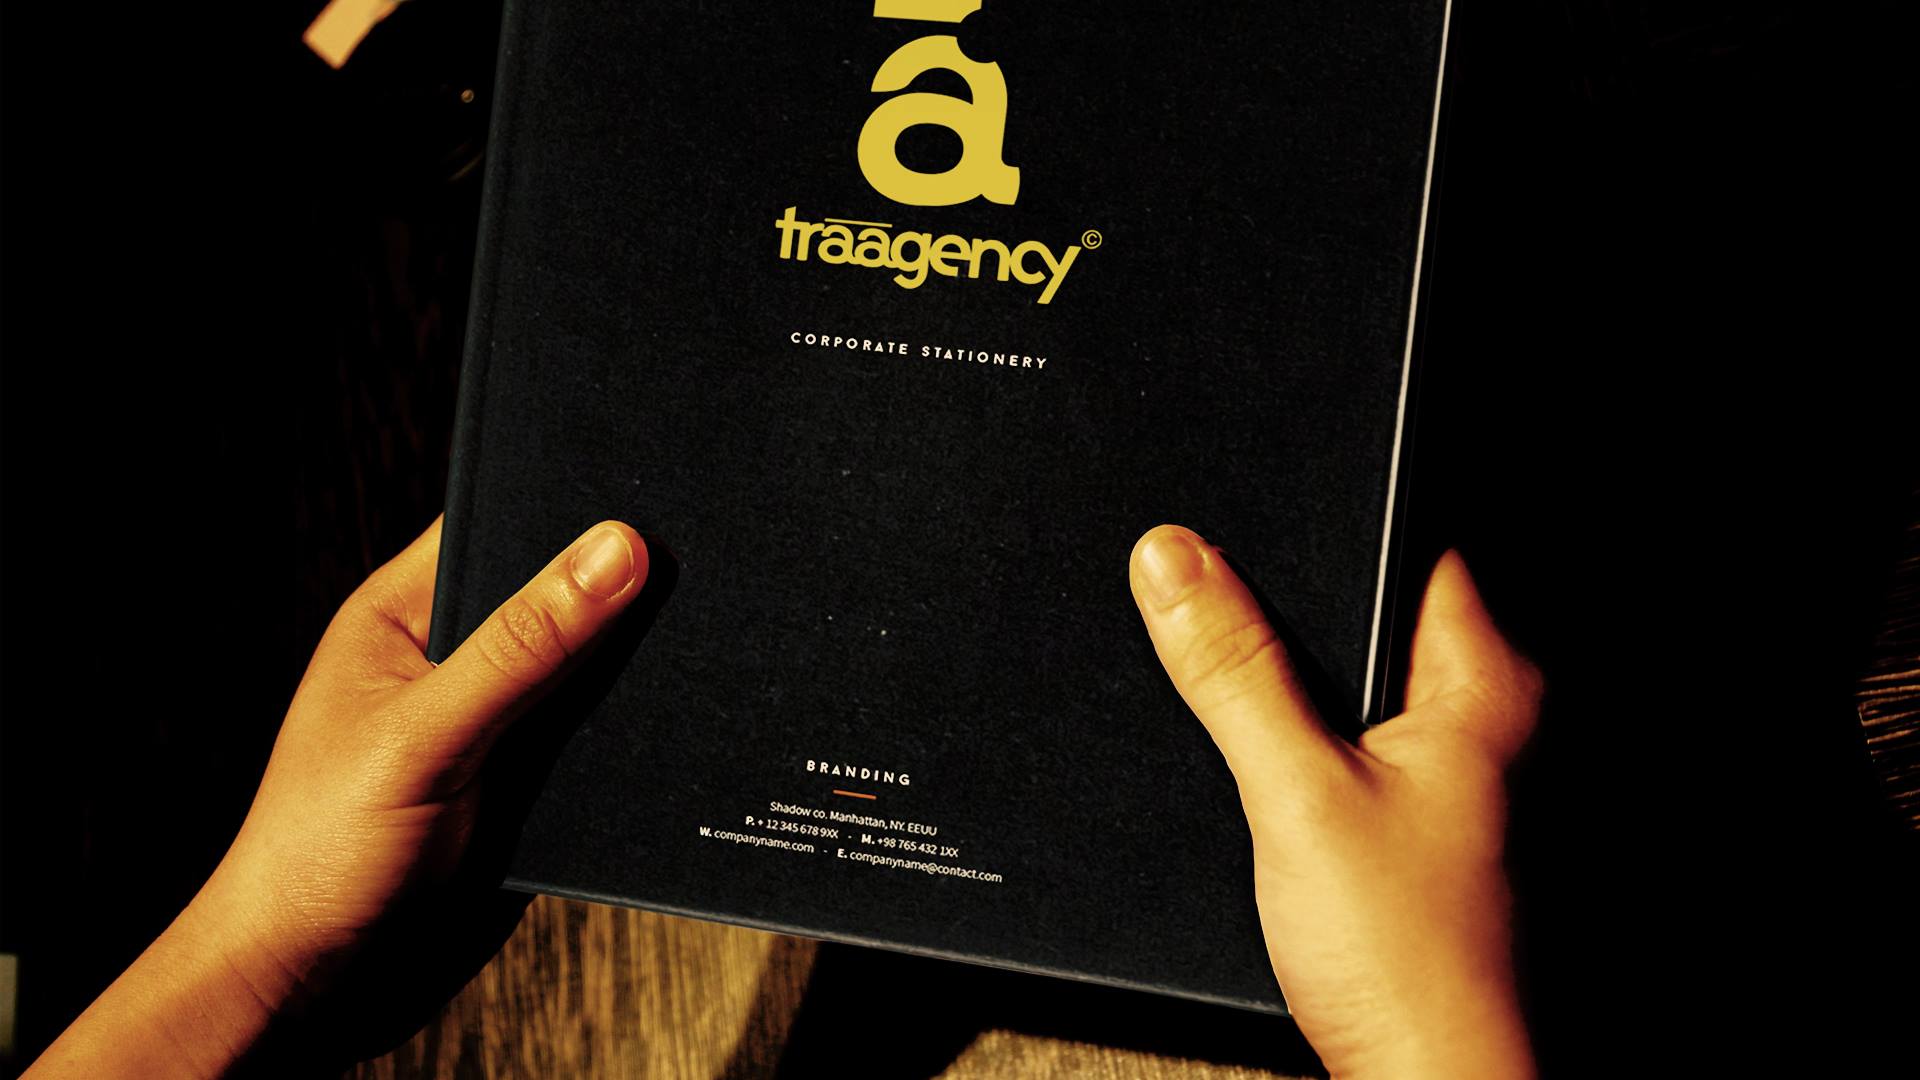 a
traagency©
CORPORATE STATIONERY
BRANDING
Shadow co. Manhattan, NY. EEUU
P. + 12 345 678 9XX - M. +98 765 432 1XX
W. companyname.com - E. companyname@contact.com